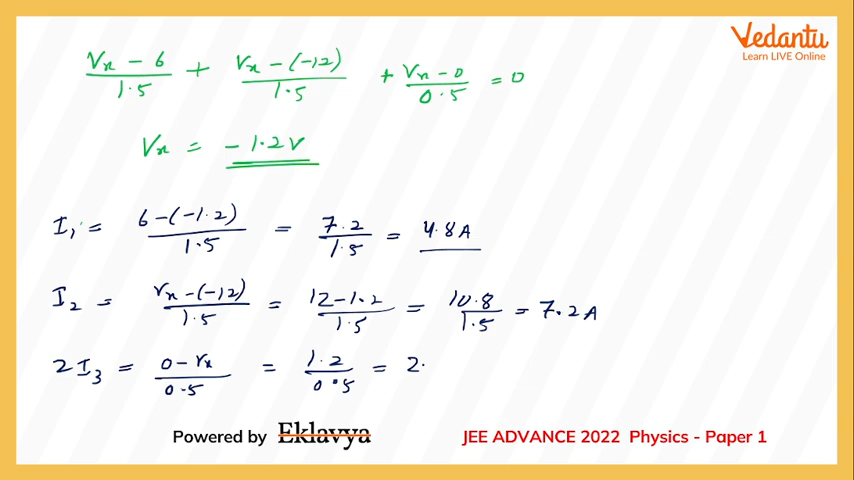 Vedantu
Learn LIVE Online
(Vx - 6)/1.5 + (Vx - (-12))/1.5 + (Vx - 0)/0.5 = 0
Vx = -1.2V
I₁ = (6 - (-1.2))/1.5 = 7.2/1.5 = 4.8A
I₂ = (Vx - (-12))/1.5 = (12 - 1.2)/1.5 = 10.8/1.5 = 7.2A
2I₃ = (0 - Vx)/0.5 = 1.2/0.5 = 2.
Powered by Eklavya
JEE ADVANCE 2022 Physics - Paper 1